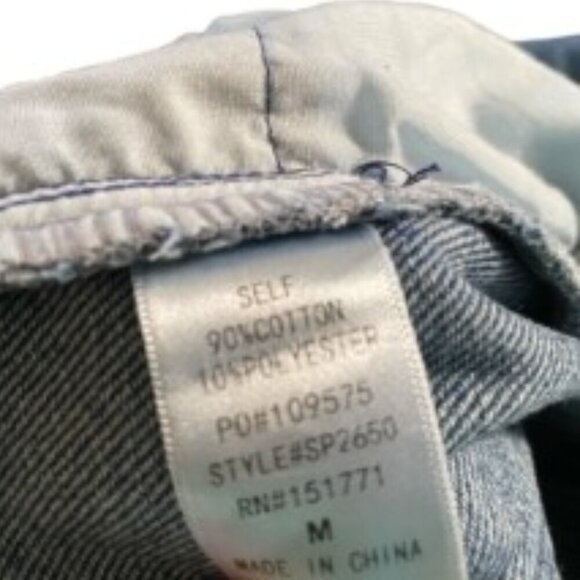 SELF
90%COTTON
10%POLYESTER
PO#109575
STYLE#SP2650
RN#151771
M
MADE IN CHINA